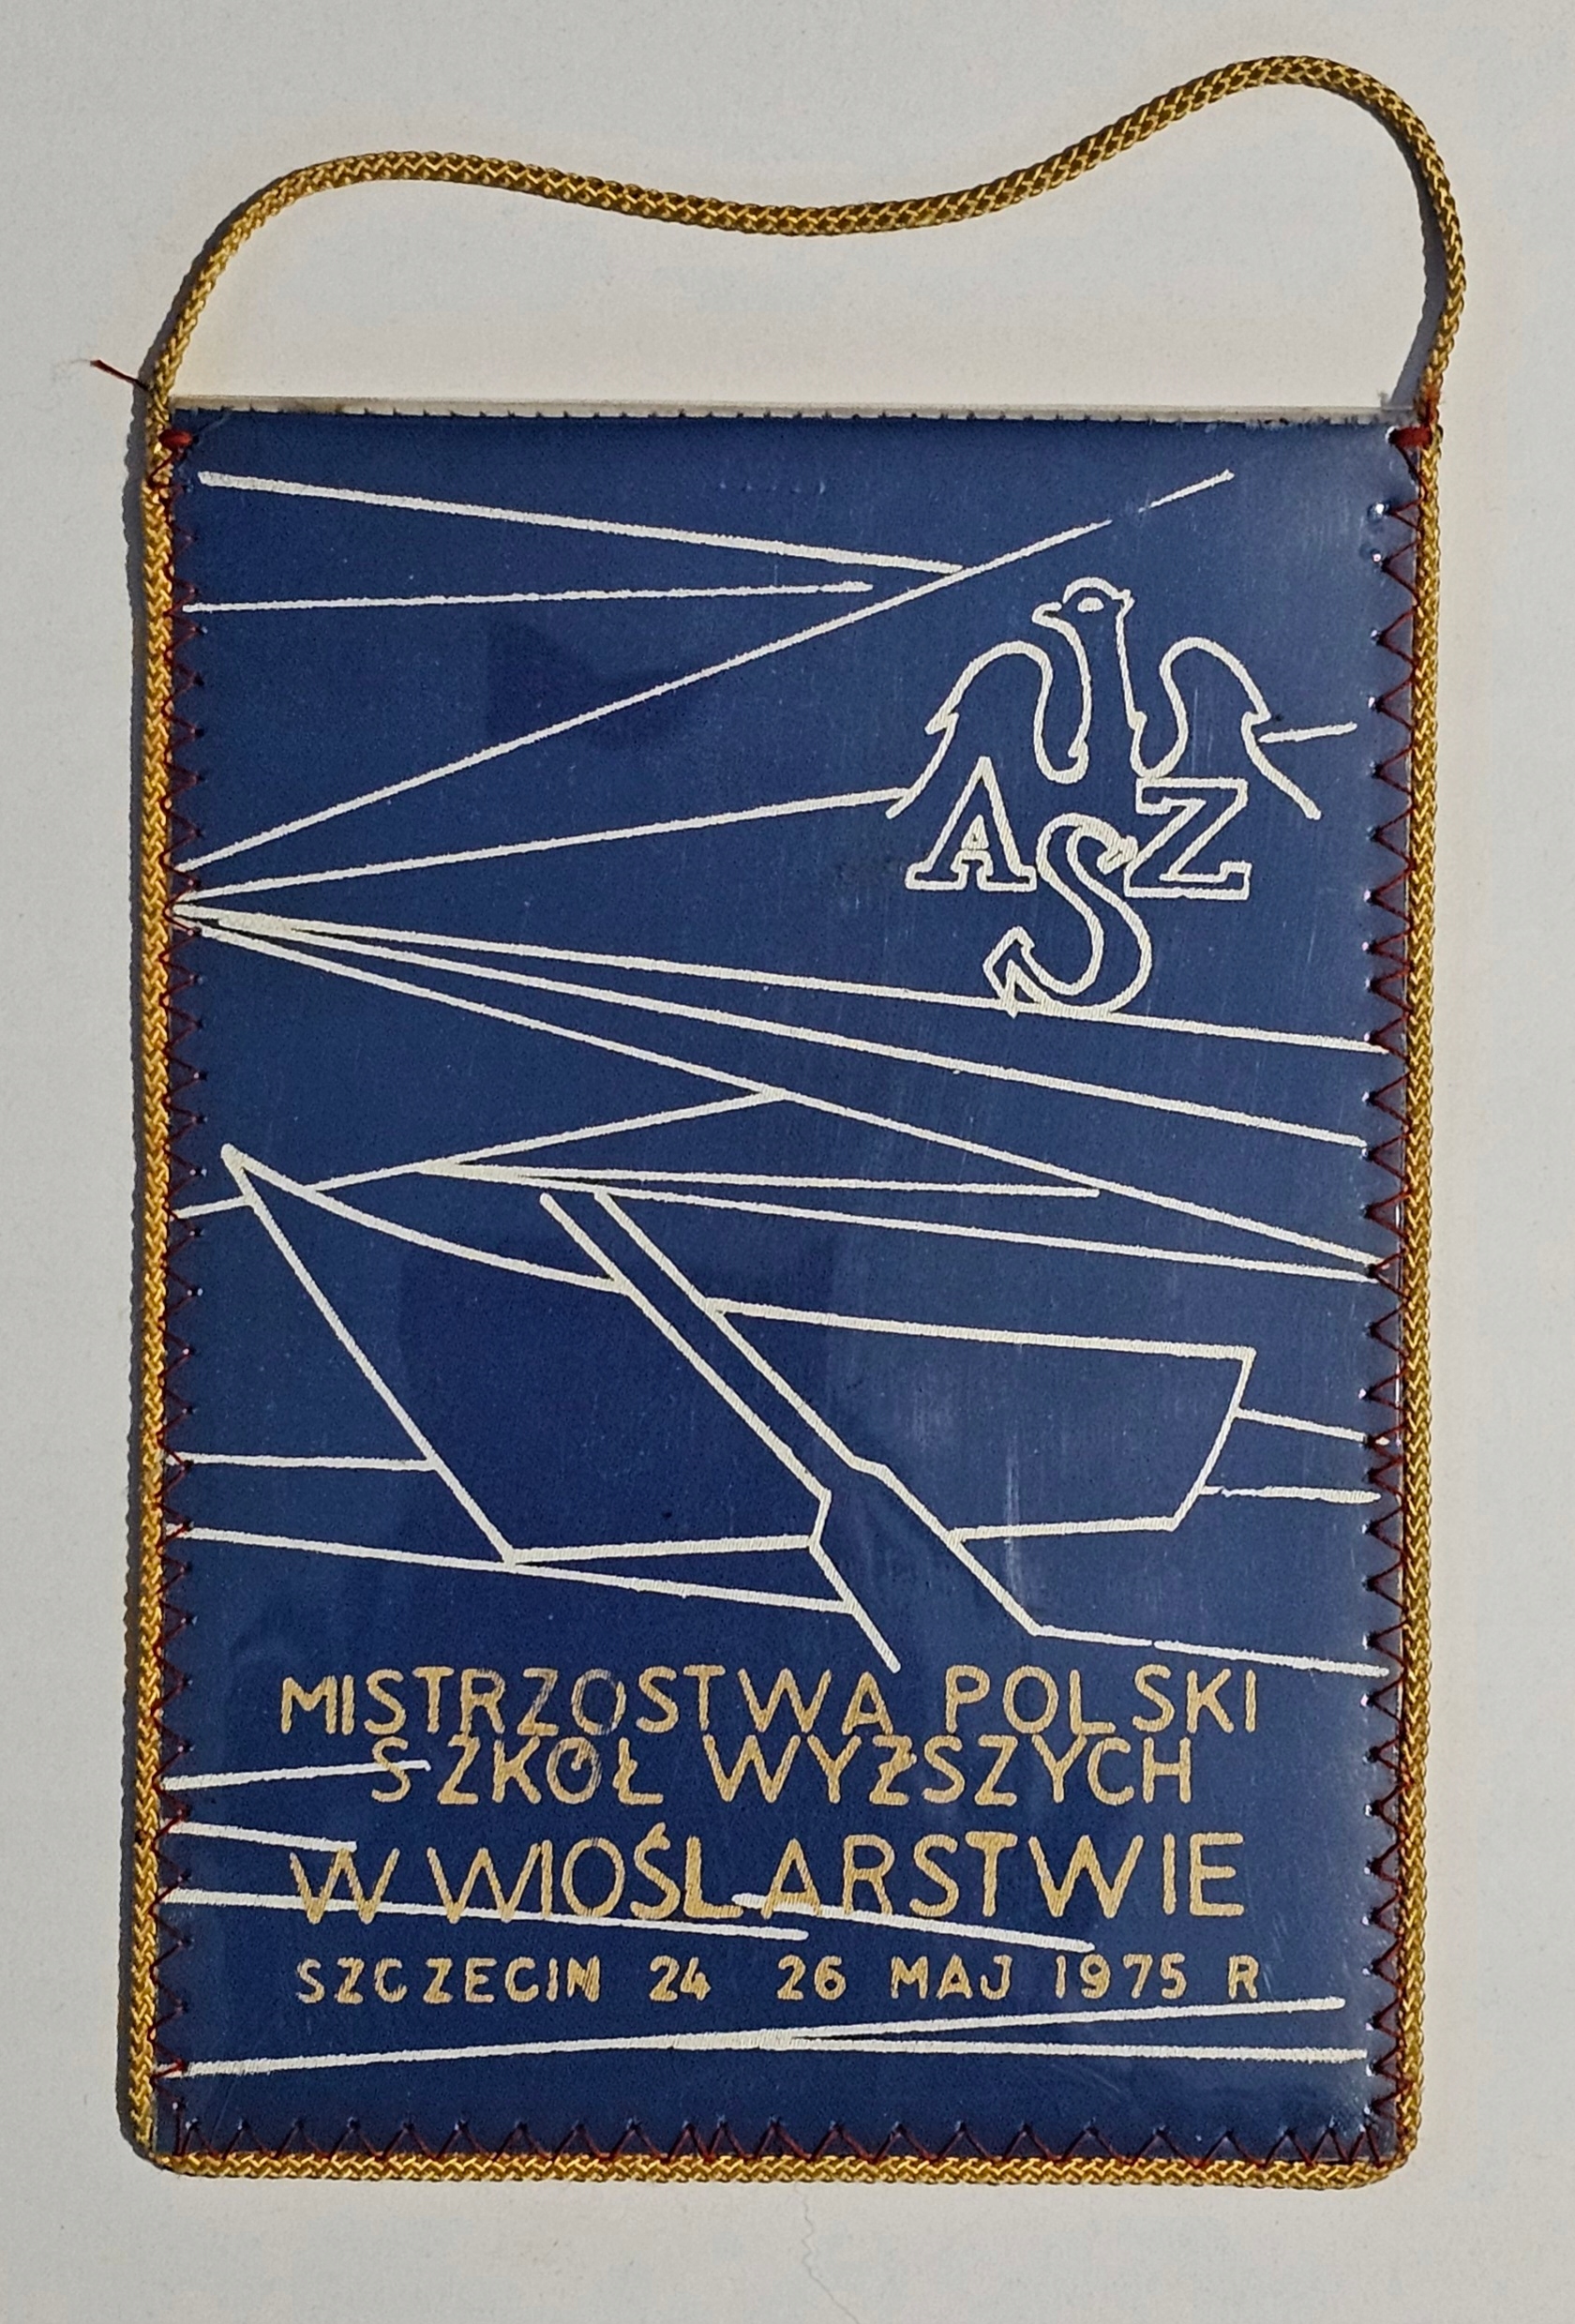 AZS
MISTRZOSTWA POLSKI
SZKÓŁ WYŻSZYCH
W WIOŚLARSTWIE
SZCZECIN 24 26 MAJ 1975 R